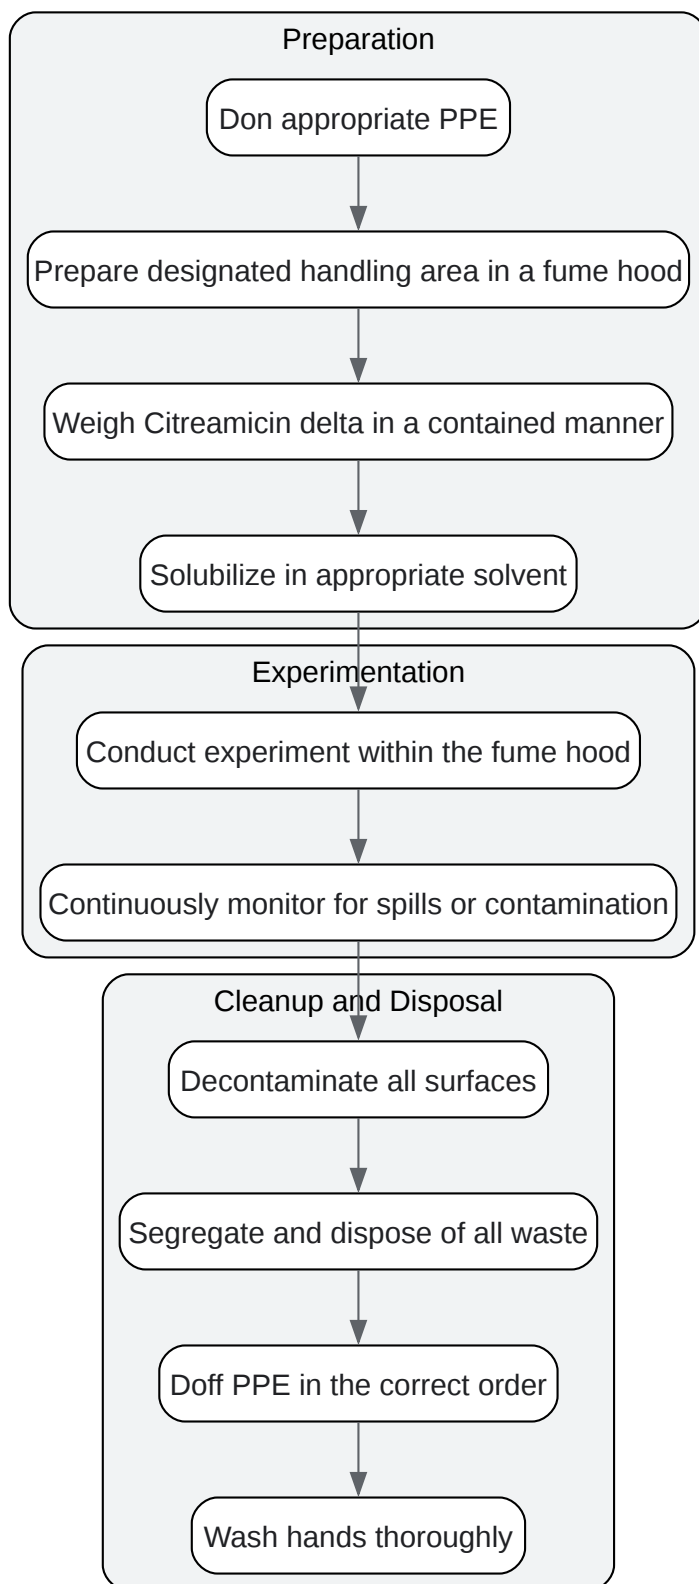 Preparation
Don appropriate PPE
Prepare designated handling area in a fume hood
Weigh Citreamicin delta in a contained manner
Solubilize in appropriate solvent
Experimentation
Conduct experiment within the fume hood
Continuously monitor for spills or contamination
Cleanup and Disposal
Decontaminate all surfaces
Segregate and dispose of all waste
Doff PPE in the correct order
Wash hands thoroughly